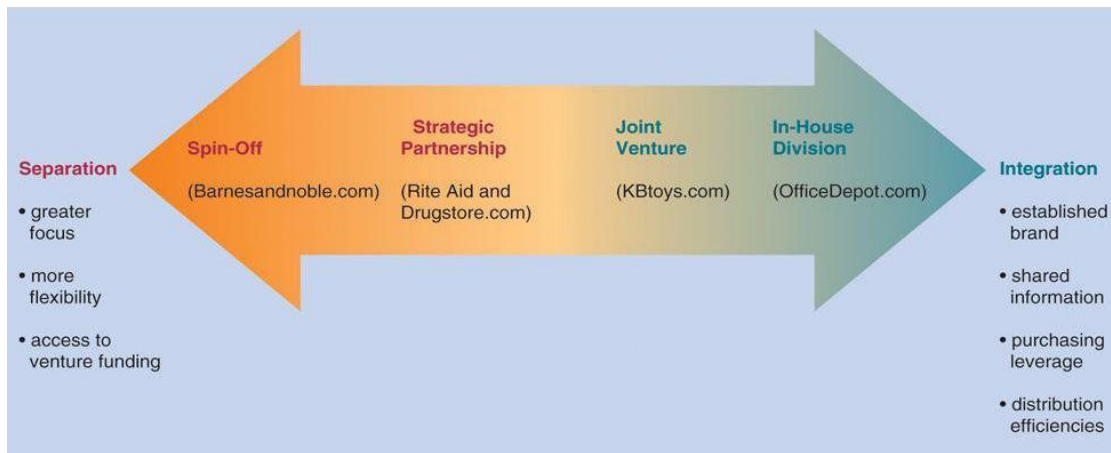 Separation
• greater
focus
• more
flexibility
• access to
venture funding
Spin-Off
(Barnesandnoble.com)
Strategic
Partnership
(Rite Aid and
Drugstore.com)
Joint
Venture
(KBtoys.com)
In-House
Division
(OfficeDepot.com)
Integration
• established
brand
• shared
information
• purchasing
leverage
• distribution
efficiencies